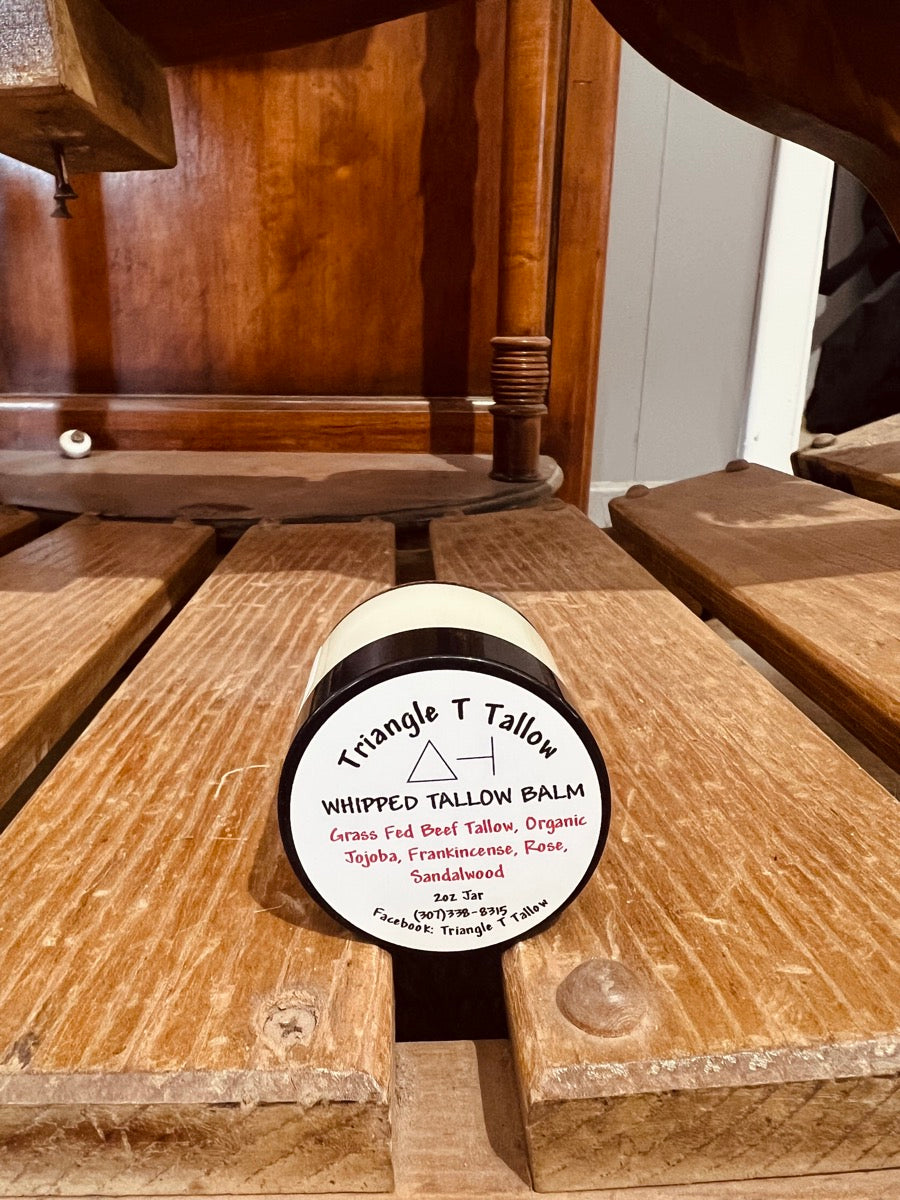 Triangle T Tallow
WHIPPED TALLOW BALM
Grass Fed Beef Tallow, Organic
Jojoba, Frankincense, Rose,
Sandalwood
2oz Jar
(307)338-8315
Facebook: Triangle T Tallow